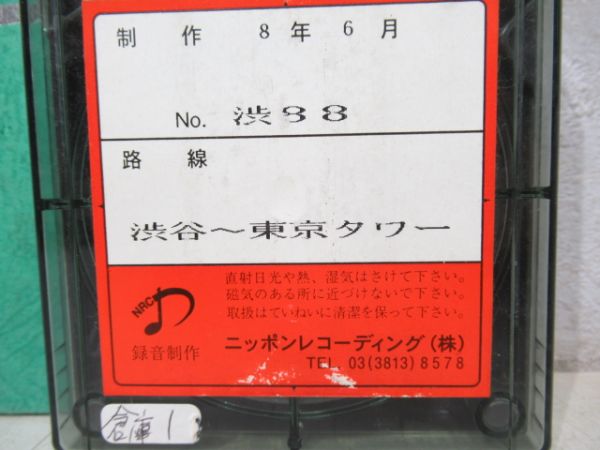 制作 8年6月
No. 渋88
路線
渋谷～東京タワー
直射日光や熱、湿気はさけて下さい。
磁気のある所に近づけないで下さい。
取扱はていねいに清潔を保って下さい。
NRC
録音制作
ニッポンレコーディング(株)
TEL 03(3813)8578
倉庫1